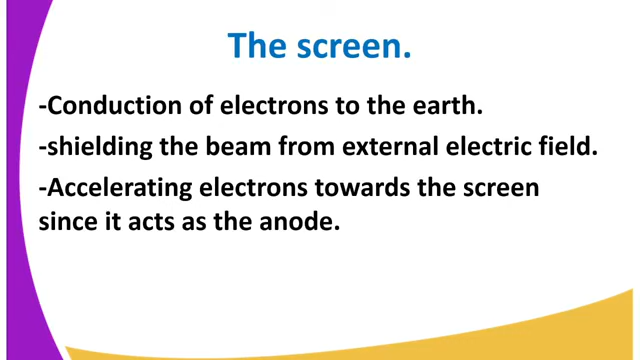 The screen.
-Conduction of electrons to the earth.
-shielding the beam from external electric field.
-Accelerating electrons towards the screen
since it acts as the anode.